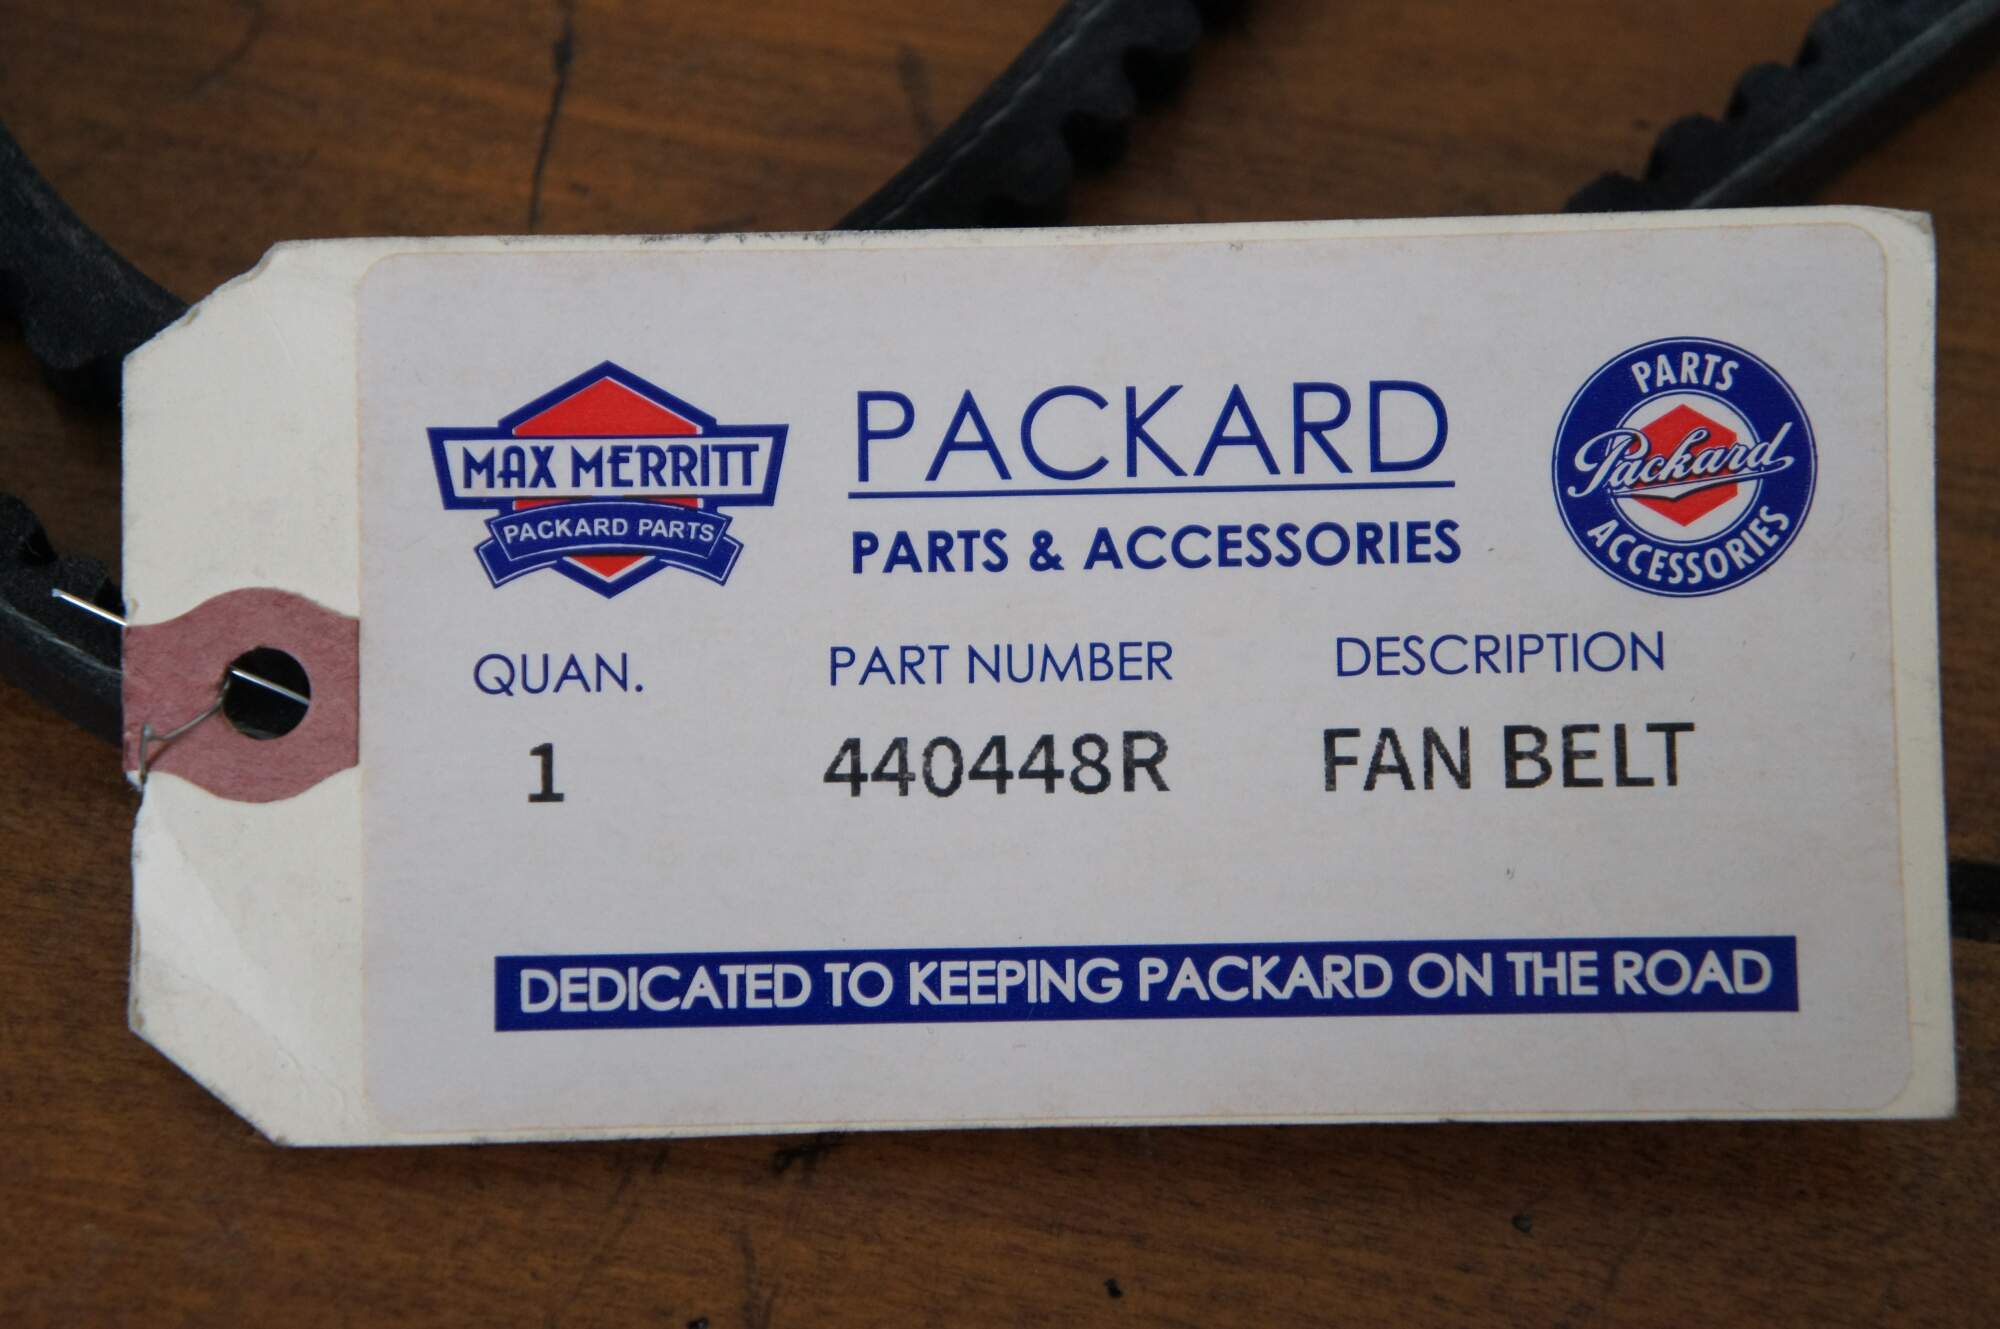 MAX MERRITT
PACKARD PARTS
PACKARD
PARTS & ACCESSORIES
PARTS
Packard
ACCESSORIES
QUAN. PART NUMBER DESCRIPTION
1 440448R FAN BELT
DEDICATED TO KEEPING PACKARD ON THE ROAD